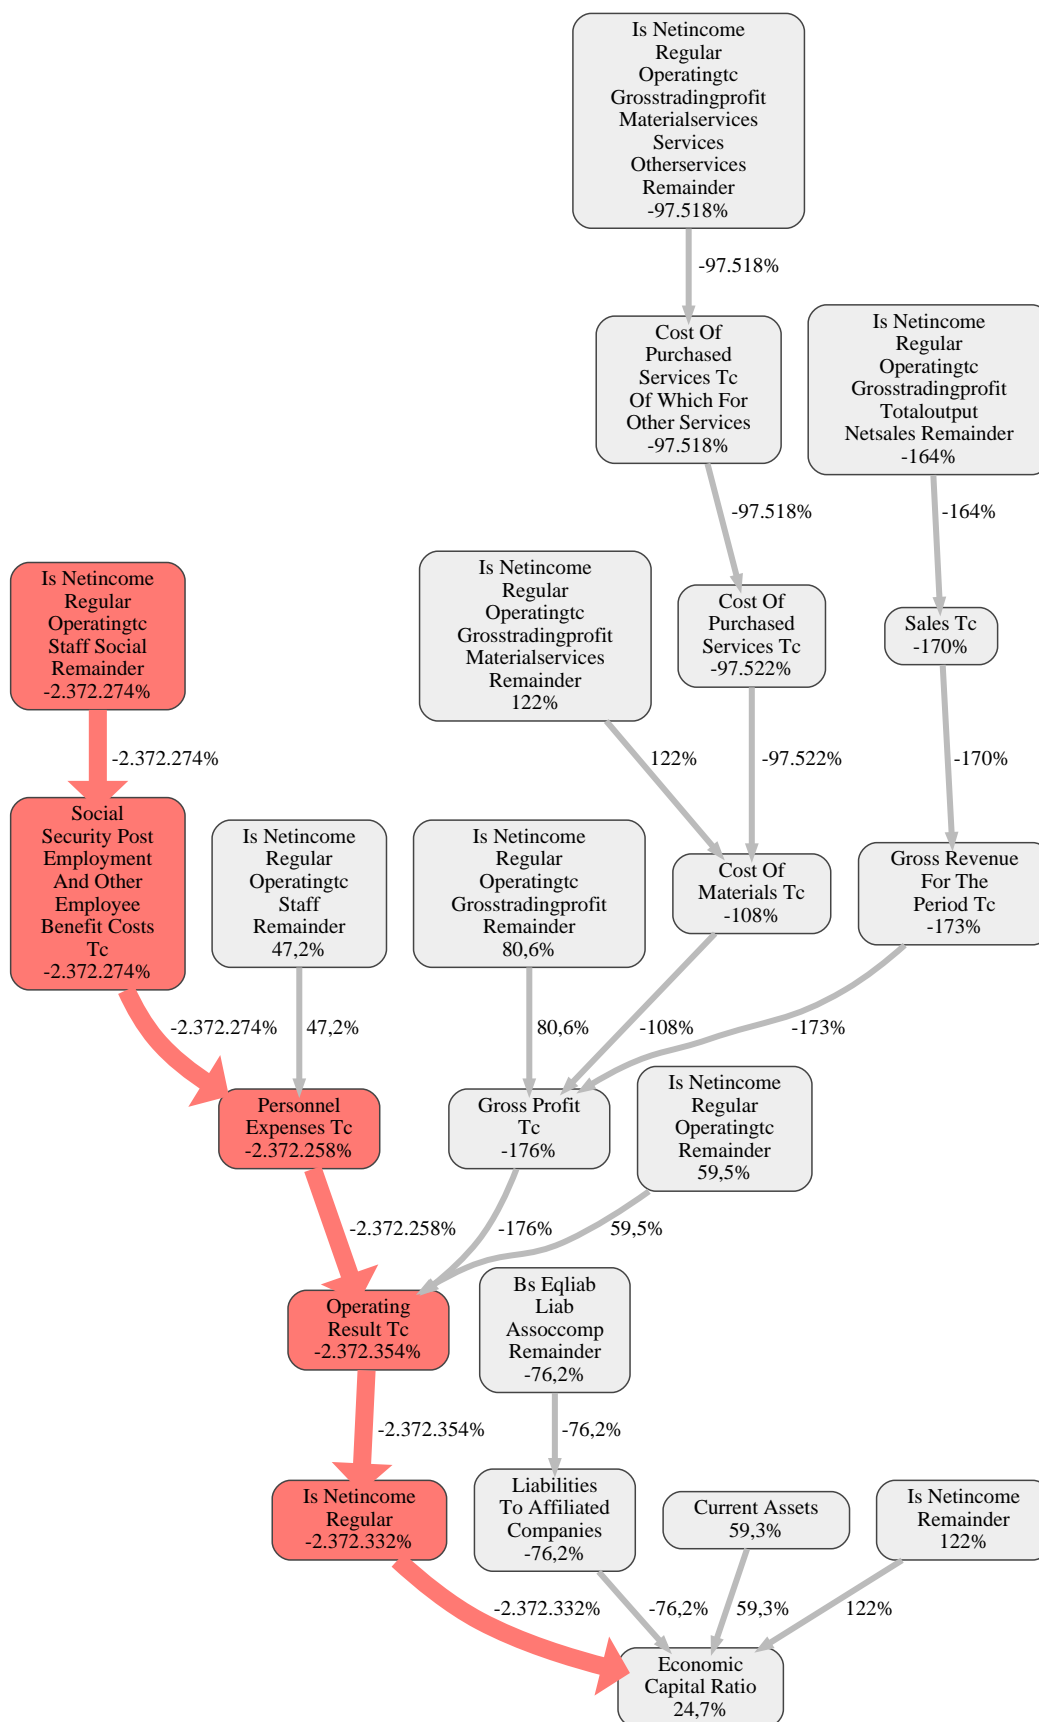 Is Netincome
Regular
Operatingtc
Grosstradingprofit
Materialservices
Services
Otherservices
Remainder
-97.518%
-97.518%
Cost Of
Purchased
Services Tc
Of Which For
Other Services
-97.518%
Is Netincome
Regular
Operatingtc
Grosstradingprofit
Totaloutput
Netsales Remainder
-164%
-97.518%
-164%
Is Netincome
Regular
Operatingtc
Staff Social
Remainder
-2.372.274%
Is Netincome
Regular
Operatingtc
Grosstradingprofit
Materialservices
Remainder
122%
Cost Of
Purchased
Services Tc
-97.522%
Sales Tc
-170%
-2.372.274%
122%
-97.522%
-170%
Social
Security Post
Employment
And Other
Employee
Benefit Costs
Tc
-2.372.274%
Is Netincome
Regular
Operatingtc
Staff
Remainder
47,2%
Is Netincome
Regular
Operatingtc
Grosstradingprofit
Remainder
80,6%
Cost Of
Materials Tc
-108%
Gross Revenue
For The
Period Tc
-173%
-2.372.274%
47,2%
80,6%
-108%
-173%
Personnel
Expenses Tc
-2.372.258%
Gross Profit
Tc
-176%
Is Netincome
Regular
Operatingtc
Remainder
59,5%
-2.372.258%
-176%
59,5%
Operating
Result Tc
-2.372.354%
Bs Eqliab
Liab
Assoccomp
Remainder
-76,2%
-2.372.354%
-76,2%
Is Netincome
Regular
-2.372.332%
Liabilities
To Affiliated
Companies
-76,2%
Current Assets
59,3%
Is Netincome
Remainder
122%
-2.372.332%
-76,2%
59,3%
122%
Economic
Capital Ratio
24,7%